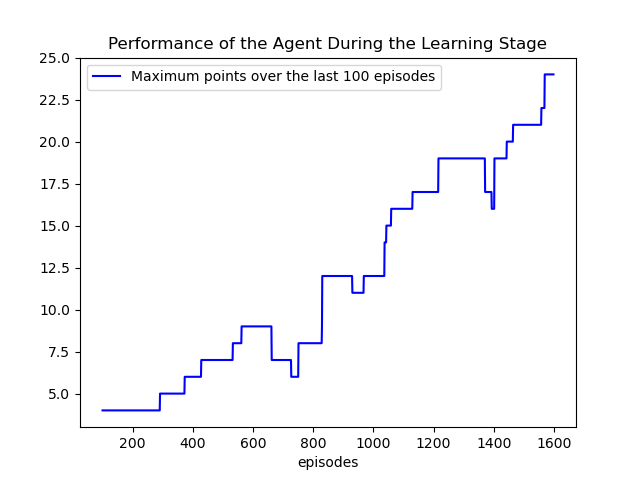 Performance of the Agent During the Learning Stage
Maximum points over the last 100 episodes
25.0
22.5
20.0
17.5
15.0
12.5
10.0
7.5
5.0
200 400 600 800 1000 1200 1400 1600
episodes